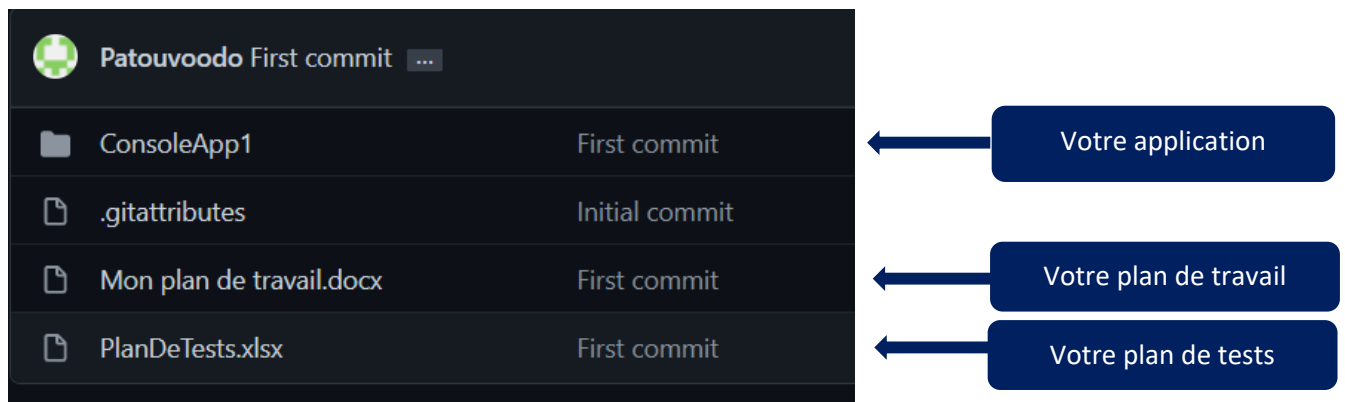 Patouvoodo First commit ...
ConsoleApp1 First commit Votre application
.gitattributes Initial commit
Mon plan de travail.docx First commit Votre plan de travail
PlanDeTests.xlsx First commit Votre plan de tests